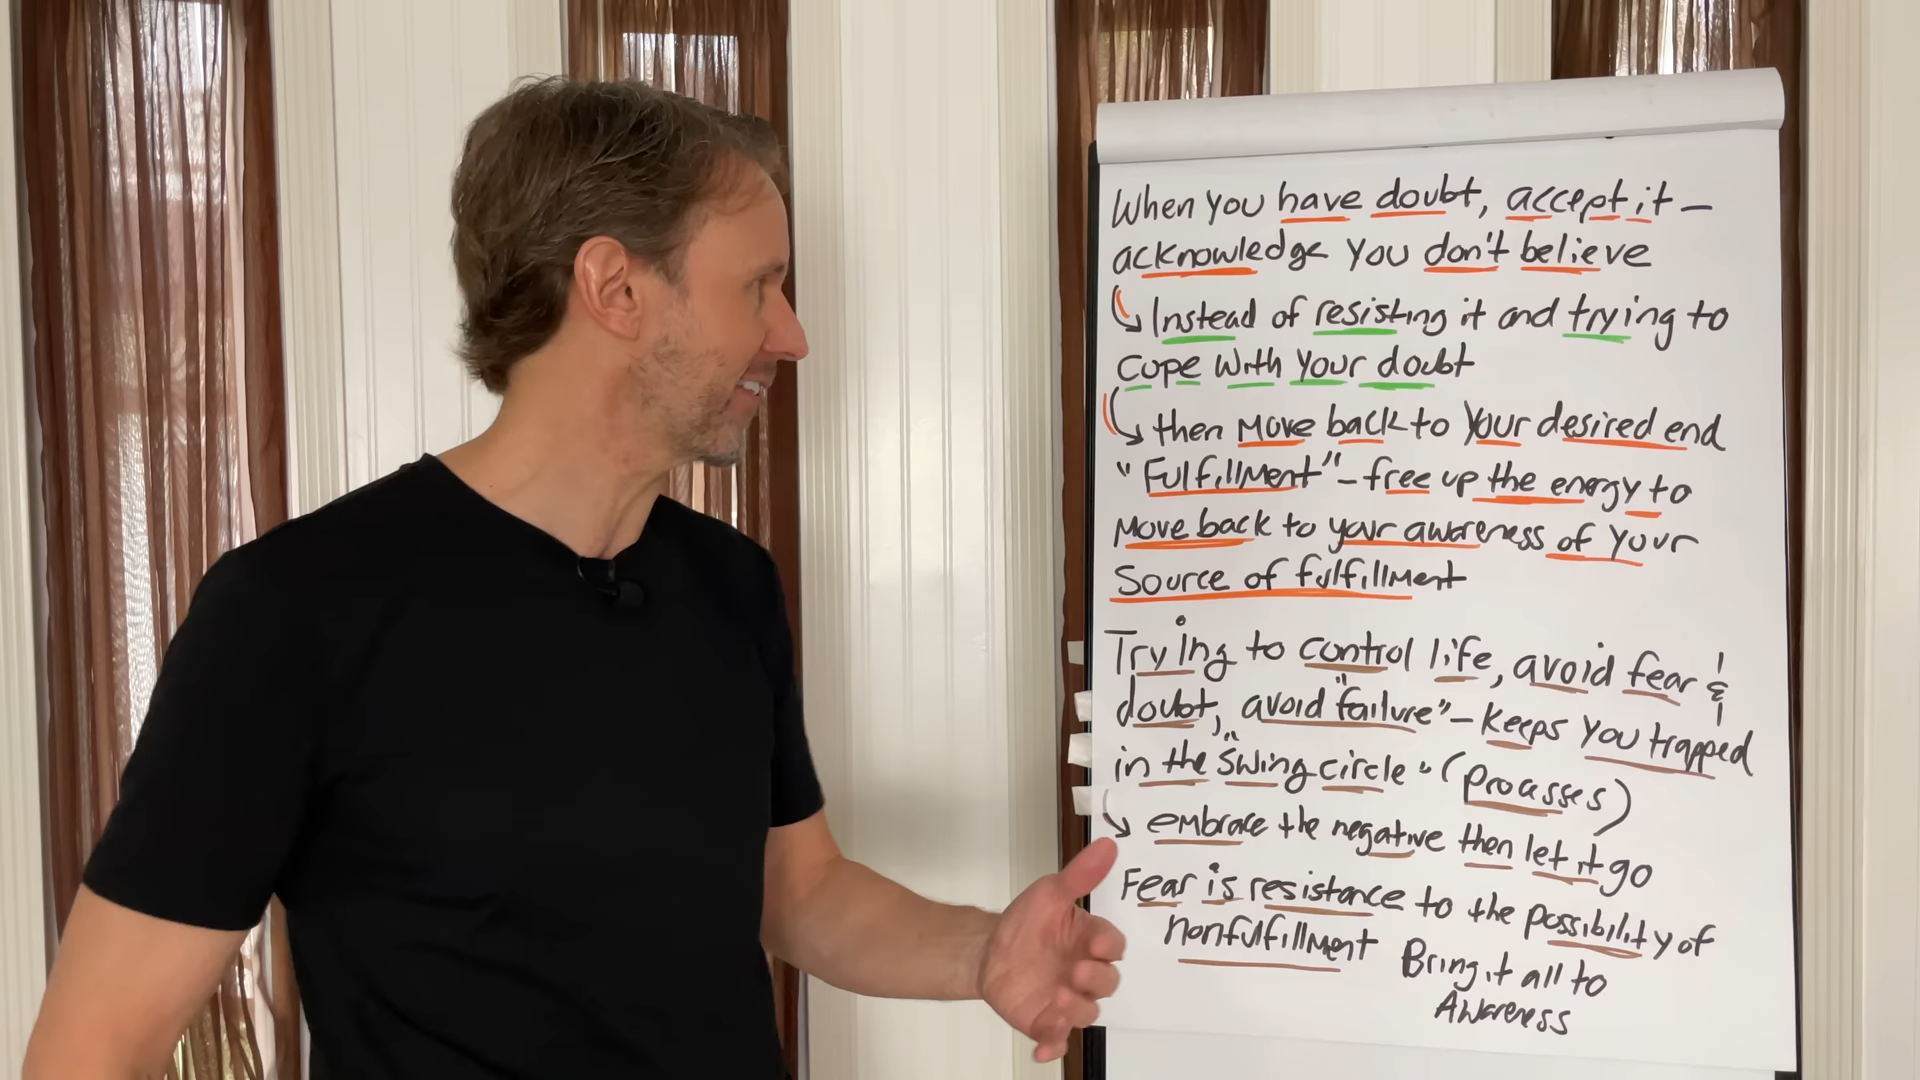 When you have doubt, accept it –
acknowledge you don't believe
↳ Instead of resisting it and trying to
cope with your doubt
↳ then move back to your desired end
"Fulfillment" – free up the energy to
move back to your awareness of your
Source of fulfillment
Trying to control life, avoid fear &
doubt, avoid "failure" – keeps you trapped
in the "swing circle" (processes)
↳ embrace the negative then let it go
Fear is resistance to the possibility of
nonfulfillment Bring it all to
Awareness